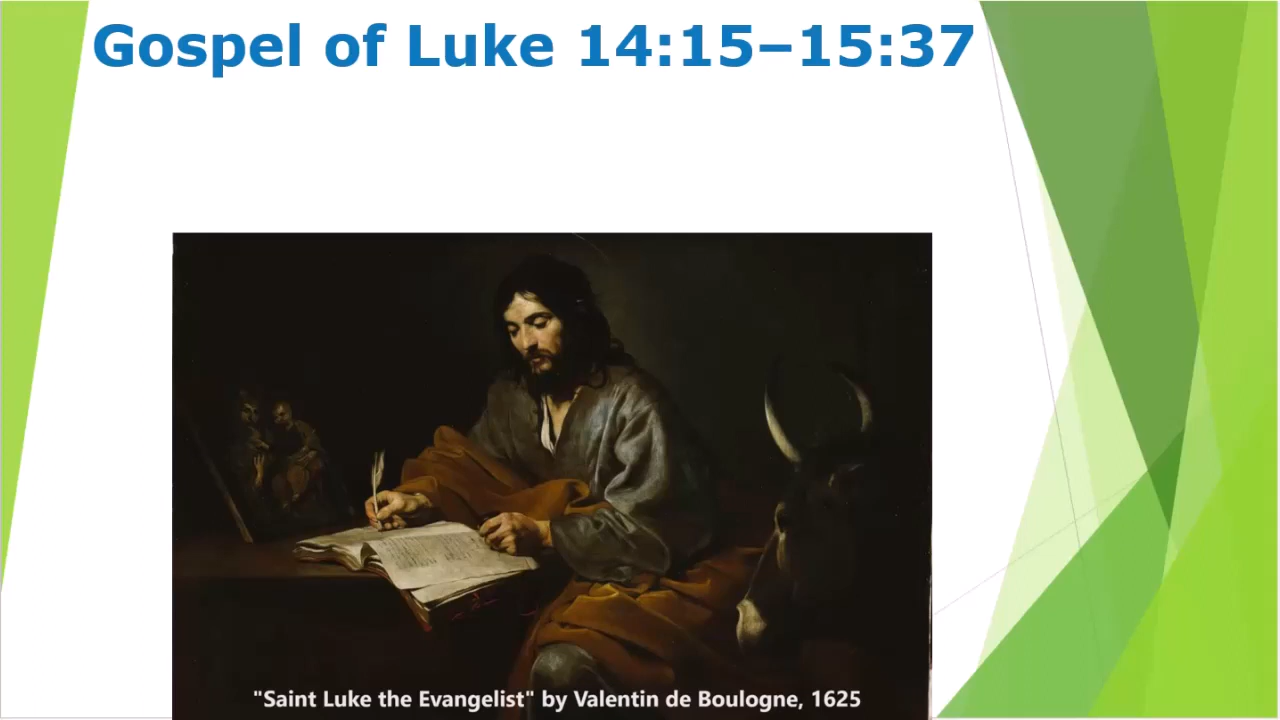 Gospel of Luke 14:15–15:37
"Saint Luke the Evangelist" by Valentin de Boulogne, 1625